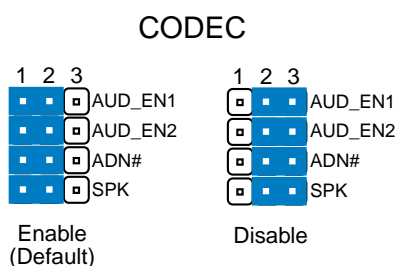 CODEC
1 2 3
AUD_EN1
AUD_EN2
ADN#
SPK
Enable
(Default)
1 2 3
AUD_EN1
AUD_EN2
ADN#
SPK
Disable